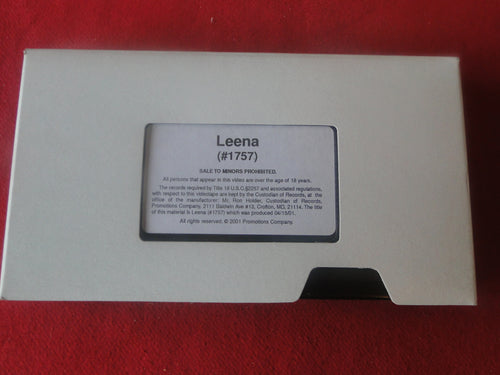 Leena
(#1757)
SALE TO MINORS PROHIBITED.
All persons that appear in this video are over the age of 18 years.
The records required by Title 18 U.S.C.§2257 and associated regulations,
with respect to this videotape are kept by the Custodian of Records, at the
office of the manufacturer: Mr. Ron Holder, Custodian of Records,
Promotions Company, 2111 Baldwin Ave #13, Crofton, MD, 21114. The title
of this material is Leena (#1757) which was produced 04/15/01.
All rights reserved. © 2001 Promotions Company.